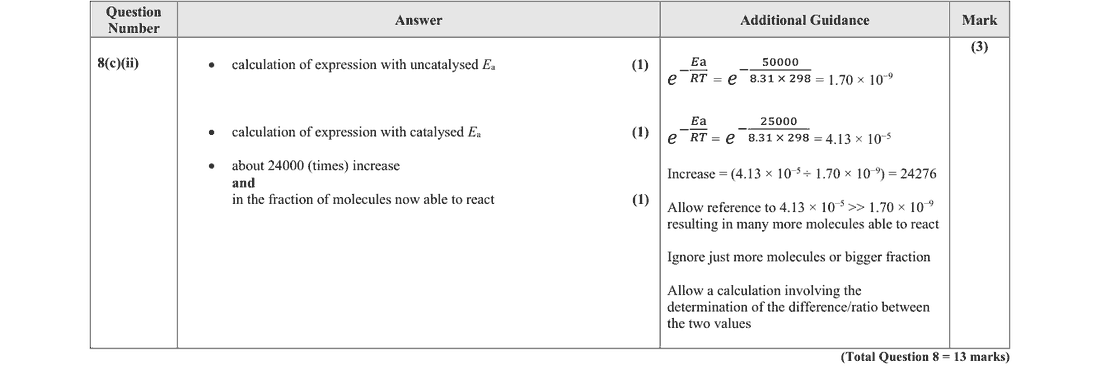 Question Number
Answer
Additional Guidance
Mark
8(c)(ii)
(3)
• calculation of expression with uncatalysed Eₐ (1)
e^(−Ea/RT) = e^(−50000/(8.31 × 298)) = 1.70 × 10⁻⁹
• calculation of expression with catalysed Eₐ (1)
e^(−Ea/RT) = e^(−25000/(8.31 × 298)) = 4.13 × 10⁻⁵
• about 24000 (times) increase
and
in the fraction of molecules now able to react (1)
Increase = (4.13 × 10⁻⁵ ÷ 1.70 × 10⁻⁹) = 24276
Allow reference to 4.13 × 10⁻⁵ >> 1.70 × 10⁻⁹
resulting in many more molecules able to react
Ignore just more molecules or bigger fraction
Allow a calculation involving the
determination of the difference/ratio between
the two values
(Total Question 8 = 13 marks)